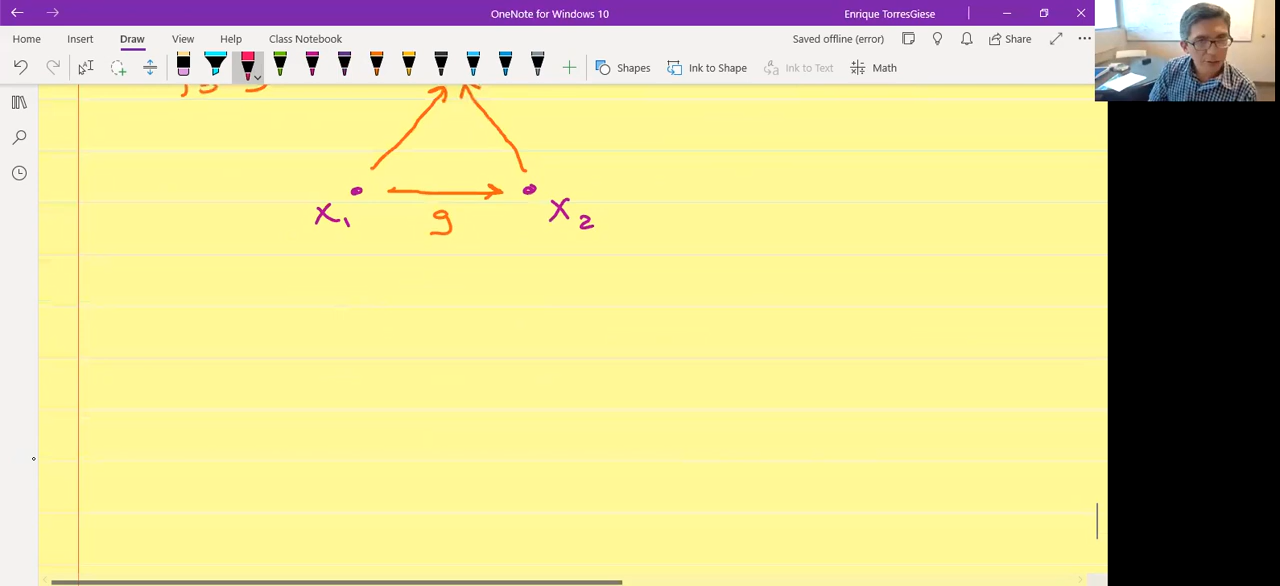 OneNote for Windows 10
Enrique TorresGiese
Home Insert Draw View Help Class Notebook
Saved offline (error) Share
Shapes Ink to Shape Ink to Text Math
x₁ g x₂